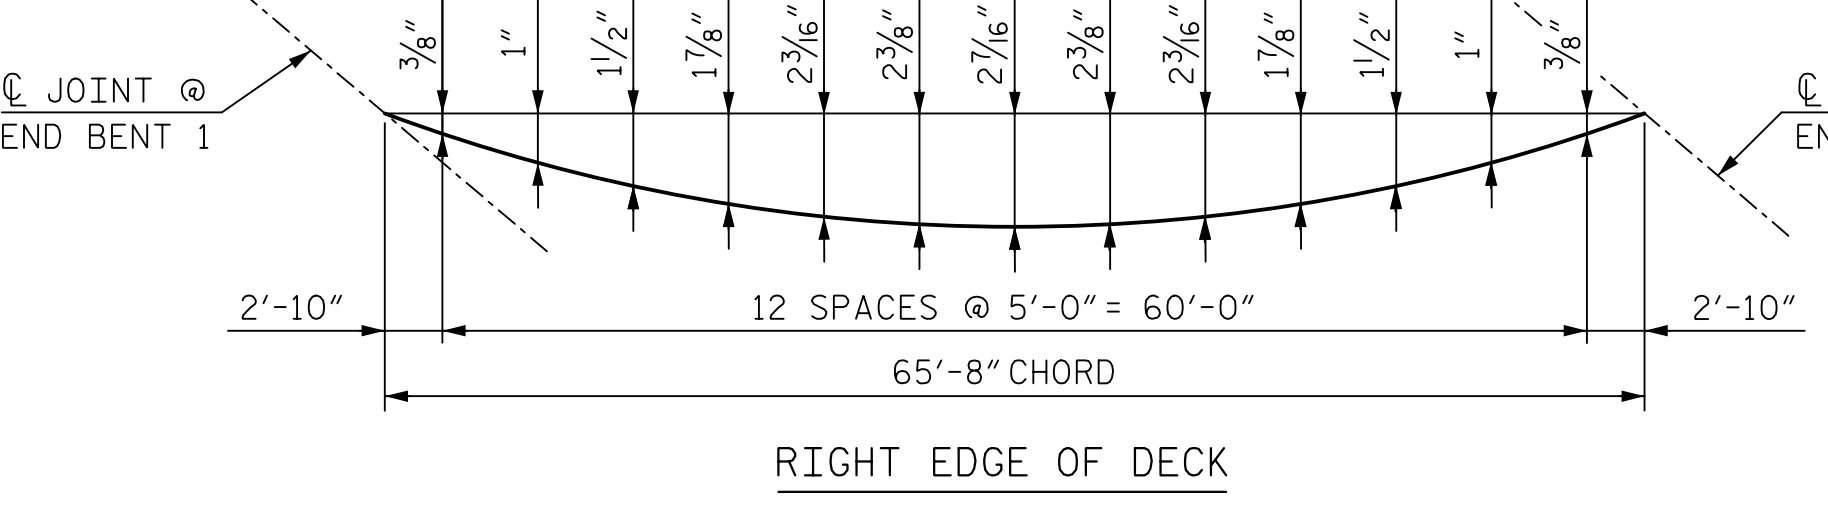 3/8" 1" 1 1/2" 1 7/8" 2 3/16" 2 3/8" 2 7/16" 2 3/8" 2 3/16" 1 7/8" 1 1/2" 1" 3/8"
℄ JOINT @
END BENT 1
℄
EN
2'-10" 12 SPACES @ 5'-0" = 60'-0" 2'-10"
65'-8" CHORD
RIGHT EDGE OF DECK